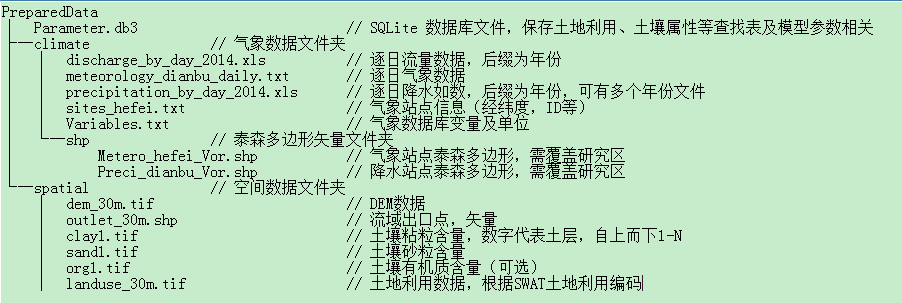 PreparedData
Parameter.db3 // SQLite 数据库文件，保存土地利用、土壤属性等查找表及模型参数相关
climate // 气象数据文件夹
discharge_by_day_2014.xls // 逐日流量数据，后缀为年份
meteorology_dianbu_daily.txt // 逐日气象数据
precipitation_by_day_2014.xls // 逐日降水如数，后缀为年份，可有多个年份文件
sites_hefei.txt // 气象站点信息（经纬度，ID等）
Variables.txt // 气象数据库变量及单位
shp // 泰森多边形矢量文件夹
Metero_hefei_Vor.shp // 气象站点泰森多边形，需覆盖研究区
Preci_dianbu_Vor.shp // 降水站点泰森多边形，需覆盖研究区
spatial // 空间数据文件夹
dem_30m.tif // DEM数据
outlet_30m.shp // 流域出口点，矢量
clay1.tif // 土壤粘粒含量，数字代表土层，自上而下1-N
sand1.tif // 土壤砂粒含量
org1.tif // 土壤有机质含量（可选）
landuse_30m.tif // 土地利用数据，根据SWAT土地利用编码